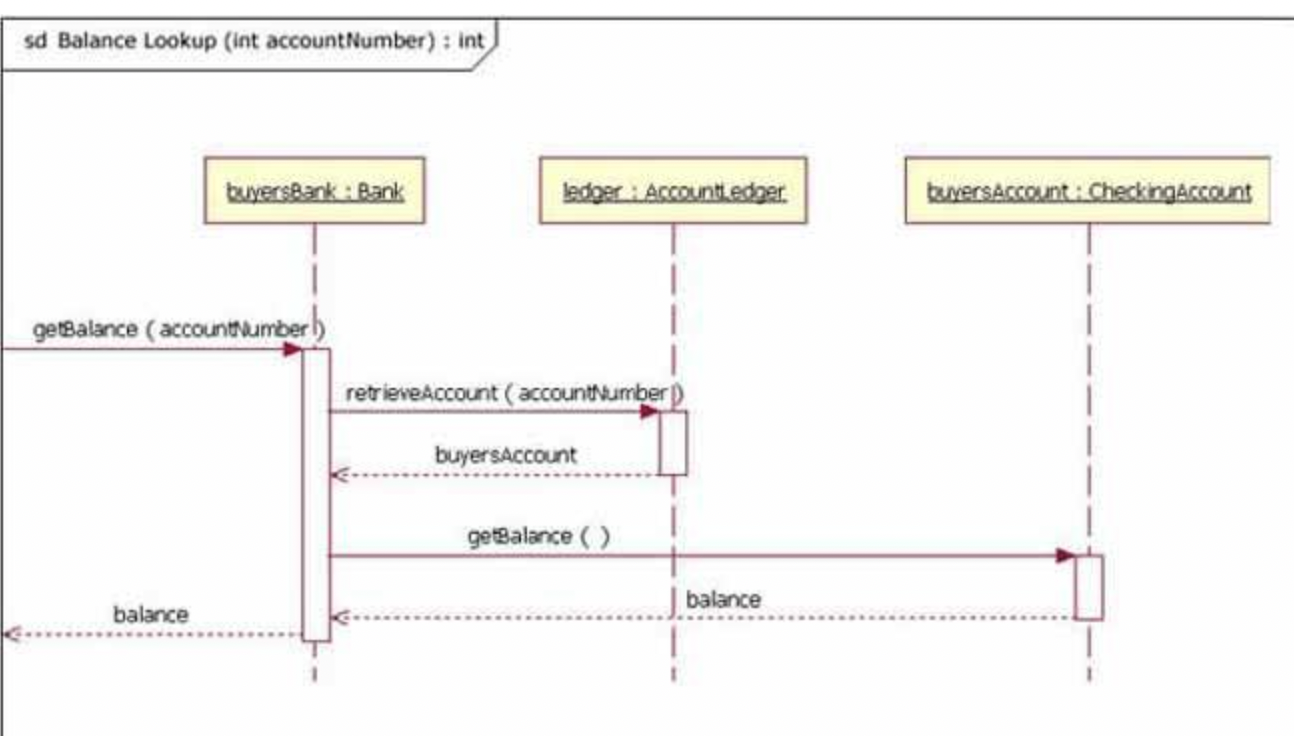 sd Balance Lookup (int accountNumber) : int
buyersBank : Bank
ledger : AccountLedger
buyersAccount : CheckingAccount
getBalance ( accountNumber )
retrieveAccount ( accountNumber )
buyersAccount
getBalance ( )
balance
balance